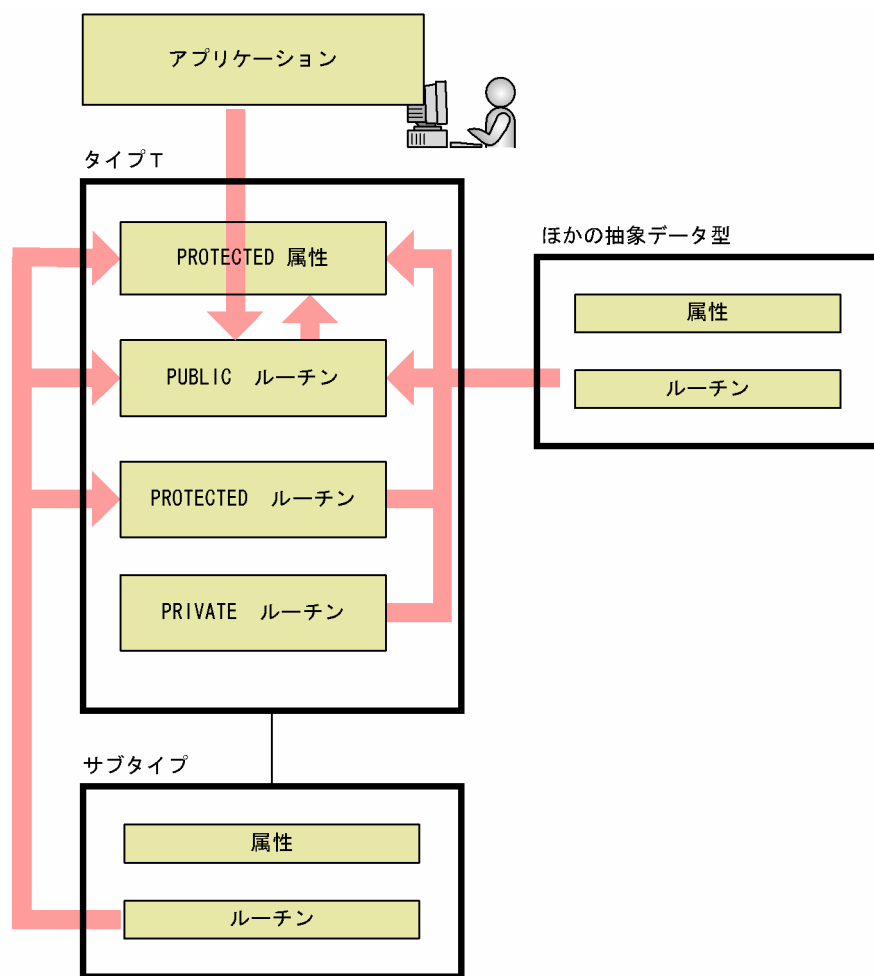 アプリケーション
タイプT
PROTECTED 属性
ほかの抽象データ型
属性
PUBLIC ルーチン
ルーチン
PROTECTED ルーチン
PRIVATE ルーチン
サブタイプ
属性
ルーチン